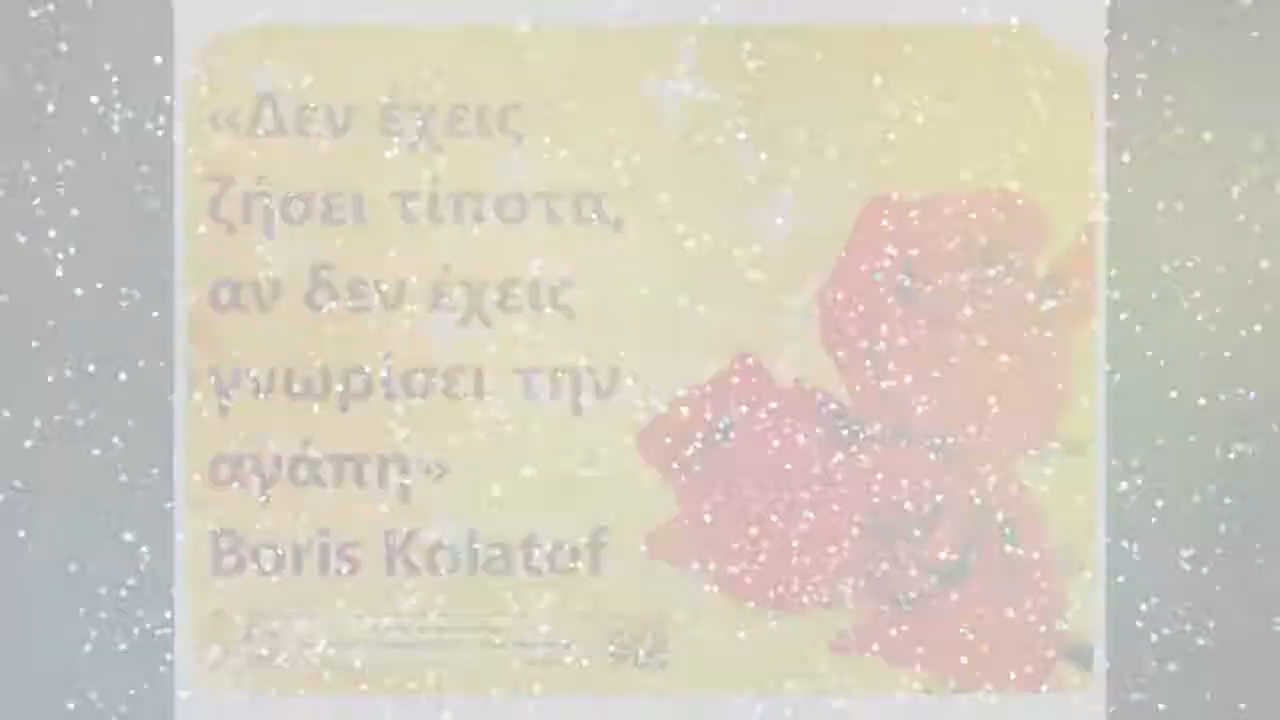 «Δεν έχεις
ζήσει τίποτα,
αν δεν έχεις
γνωρίσει την
αγάπη»
Boris Kolatof